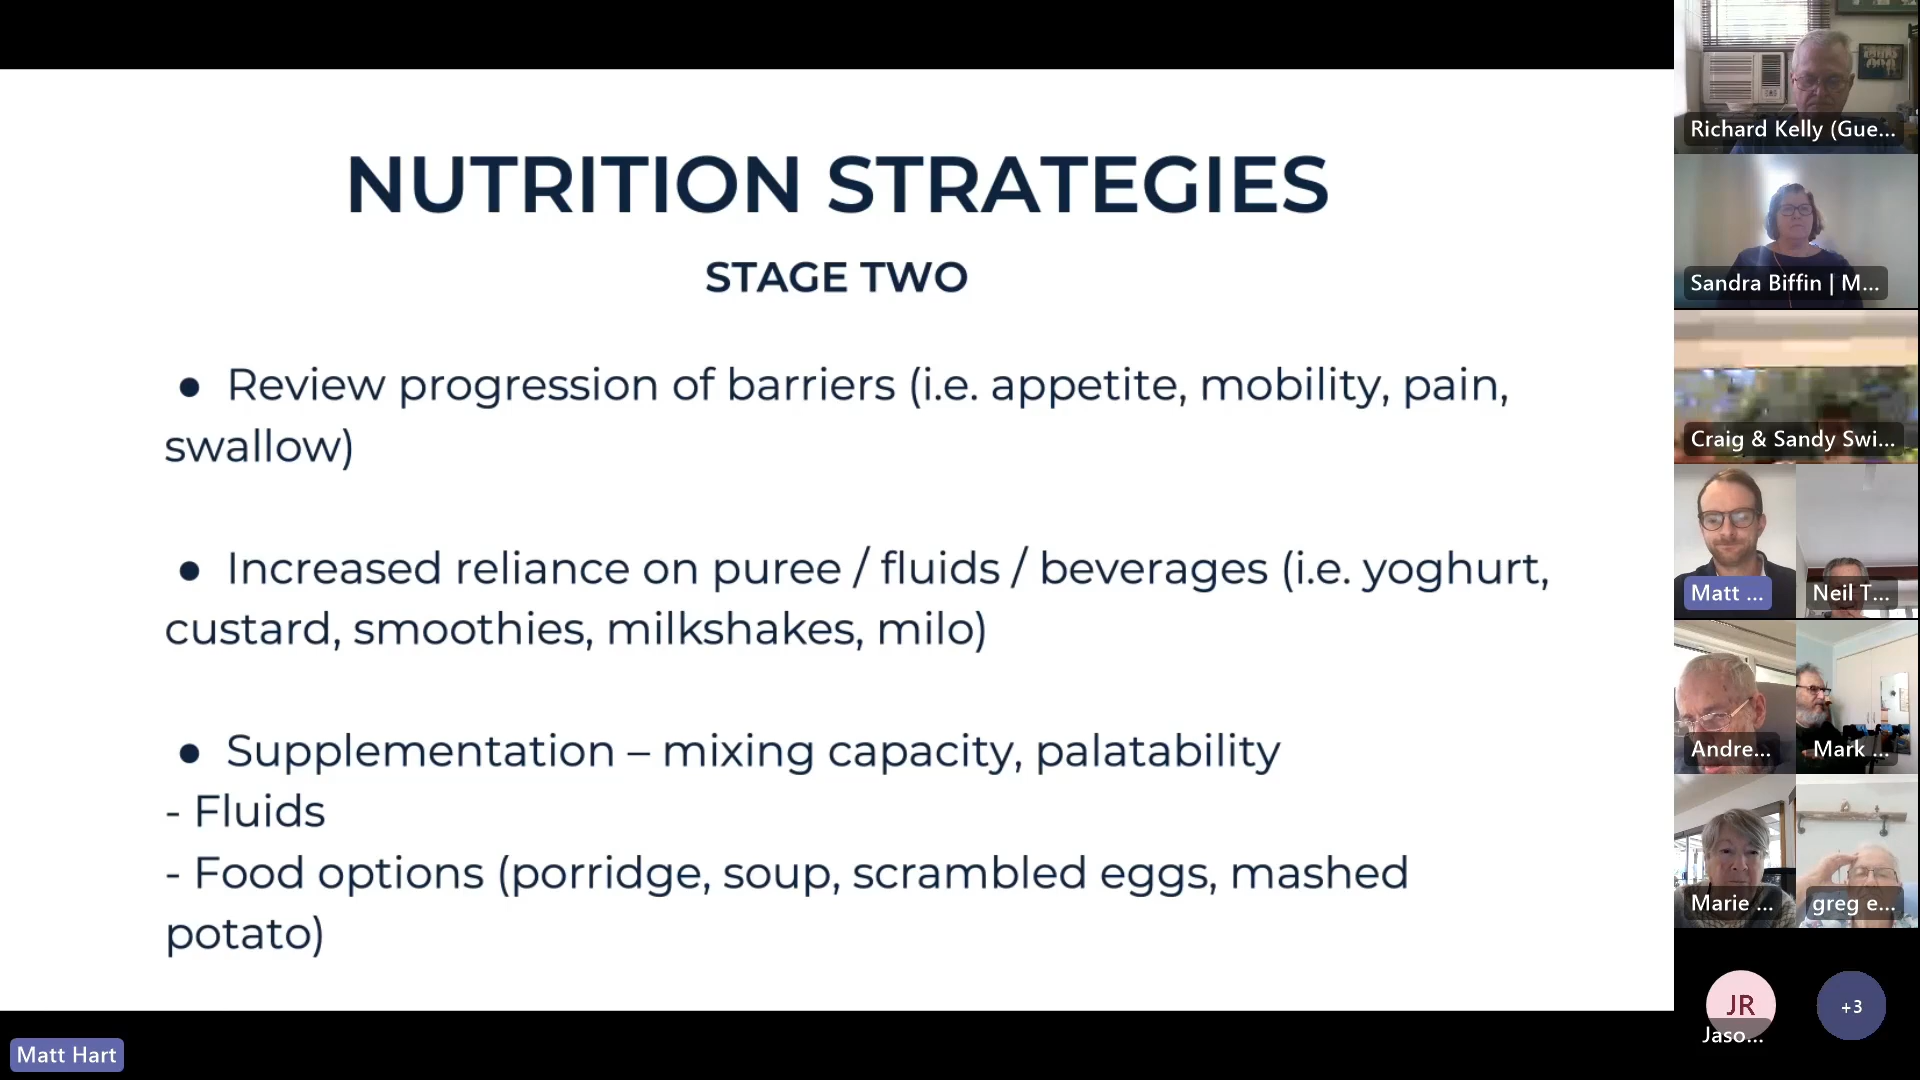 NUTRITION STRATEGIES
STAGE TWO
● Review progression of barriers (i.e. appetite, mobility, pain,
swallow)
● Increased reliance on puree / fluids / beverages (i.e. yoghurt,
custard, smoothies, milkshakes, milo)
● Supplementation – mixing capacity, palatability
- Fluids
- Food options (porridge, soup, scrambled eggs, mashed
potato)
Matt Hart
Richard Kelly (Gue...
Sandra Biffin | M...
Craig & Sandy Swi...
Matt ...
Neil T...
Andre...
Mark ...
Marie ...
greg e...
JR
Jaso...
+3